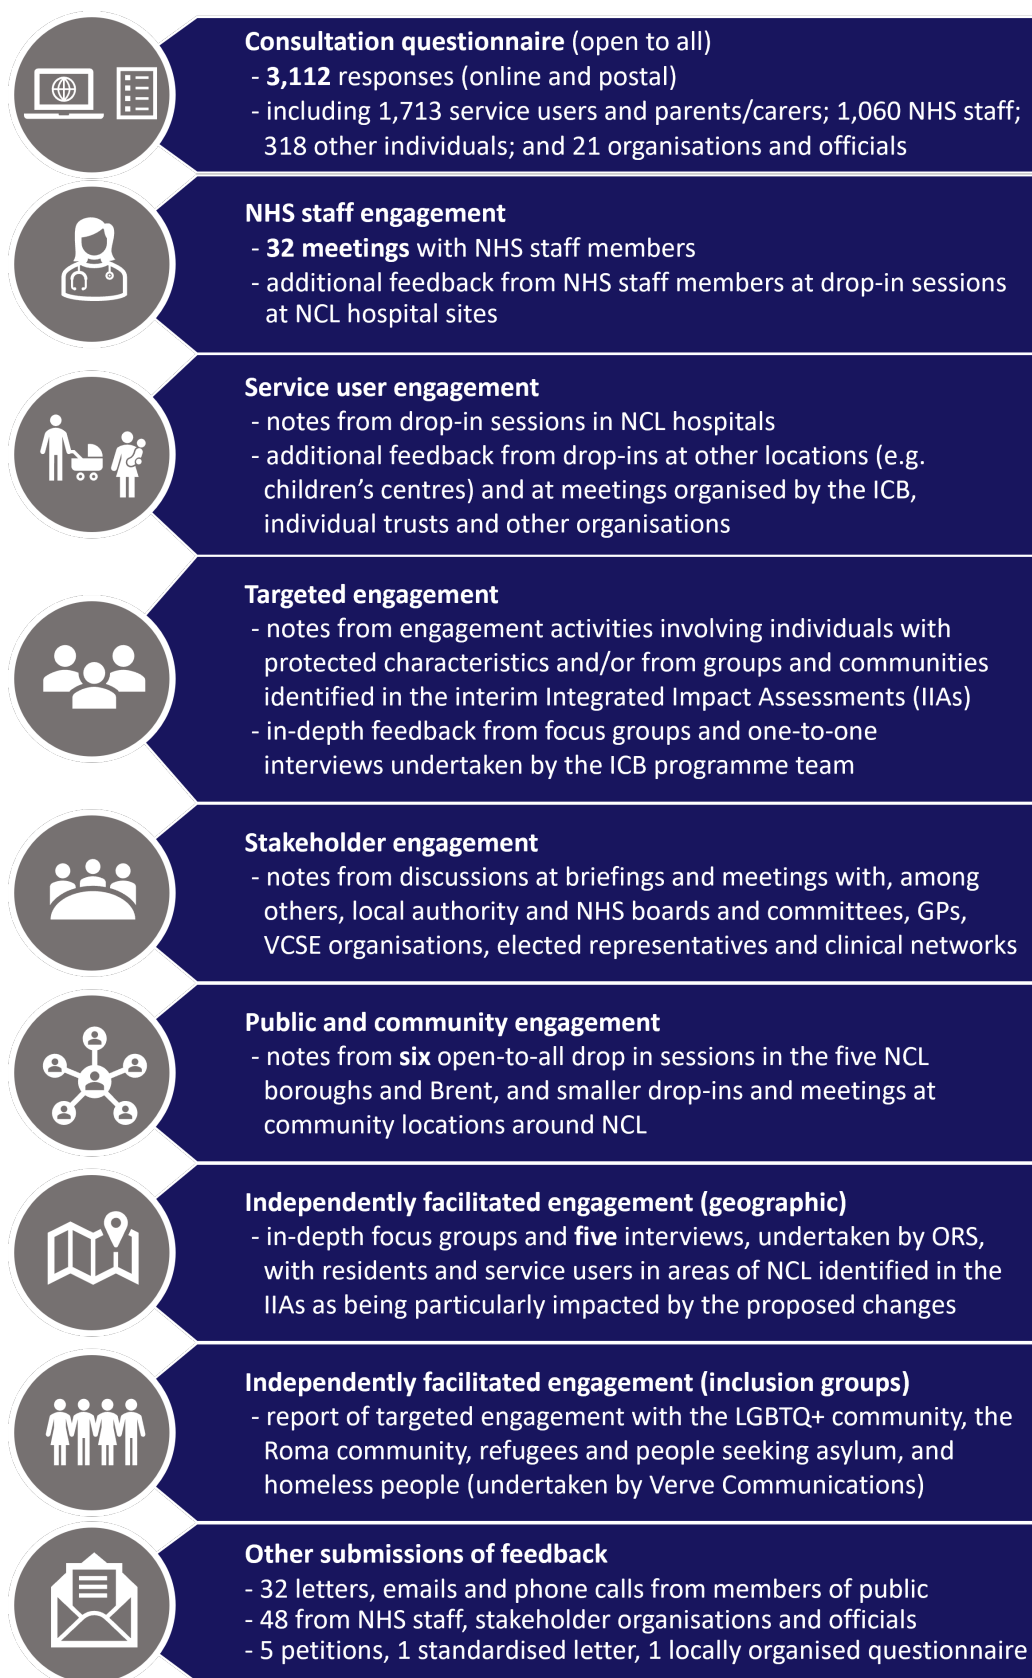 Consultation questionnaire (open to all)
- 3,112 responses (online and postal)
- including 1,713 service users and parents/carers; 1,060 NHS staff;
318 other individuals; and 21 organisations and officials
NHS staff engagement
- 32 meetings with NHS staff members
- additional feedback from NHS staff members at drop-in sessions
at NCL hospital sites
Service user engagement
- notes from drop-in sessions in NCL hospitals
- additional feedback from drop-ins at other locations (e.g.
children’s centres) and at meetings organised by the ICB,
individual trusts and other organisations
Targeted engagement
- notes from engagement activities involving individuals with
protected characteristics and/or from groups and communities
identified in the interim Integrated Impact Assessments (IIAs)
- in-depth feedback from focus groups and one-to-one
interviews undertaken by the ICB programme team
Stakeholder engagement
- notes from discussions at briefings and meetings with, among
others, local authority and NHS boards and committees, GPs,
VCSE organisations, elected representatives and clinical networks
Public and community engagement
- notes from six open-to-all drop in sessions in the five NCL
boroughs and Brent, and smaller drop-ins and meetings at
community locations around NCL
Independently facilitated engagement (geographic)
- in-depth focus groups and five interviews, undertaken by ORS,
with residents and service users in areas of NCL identified in the
IIAs as being particularly impacted by the proposed changes
Independently facilitated engagement (inclusion groups)
- report of targeted engagement with the LGBTQ+ community, the
Roma community, refugees and people seeking asylum, and
homeless people (undertaken by Verve Communications)
Other submissions of feedback
- 32 letters, emails and phone calls from members of public
- 48 from NHS staff, stakeholder organisations and officials
- 5 petitions, 1 standardised letter, 1 locally organised questionnaire